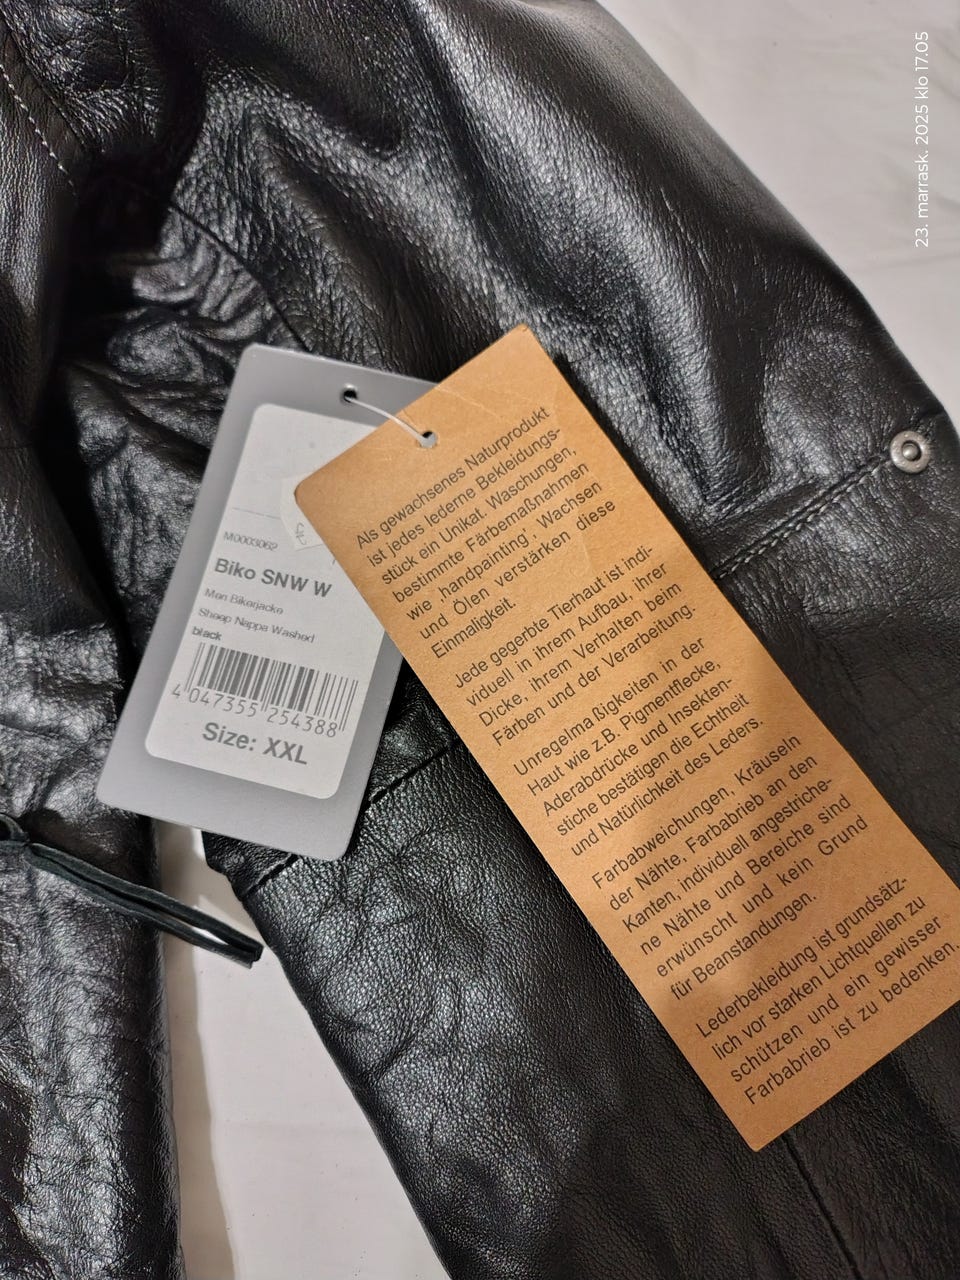 23. marrask. 2025 klo 17.05
M0003062
Biko SNW W
Men Bikerjacke
Sheep Nappa Washed
black
4 047355 254388
Size: XXL
Als gewachsenes Naturprodukt
ist jedes lederne Bekleidungs-
stück ein Unikat. Waschungen,
bestimmte Färbemaßnahmen
wie ‚handpainting', Wachsen
und Ölen verstärken diese
Einmaligkeit.
Jede gegerbte Tierhaut ist indi-
viduell in ihrem Aufbau, ihrer
Dicke, ihrem Verhalten beim
Färben und der Verarbeitung.
Unregelmäßigkeiten in der
Haut wie z.B. Pigmentflecke,
Aderabdrücke und Insekten-
stiche bestätigen die Echtheit
und Natürlichkeit des Leders.
Farbabweichungen, Kräuseln
der Nähte, Farbabrieb an den
Kanten, individuell angestriche-
ne Nähte und Bereiche sind
erwünscht und kein Grund
für Beanstandungen.
Lederbekleidung ist grundsätz-
lich vor starken Lichtquellen zu
schützen und ein gewisser
Farbabrieb ist zu bedenken.